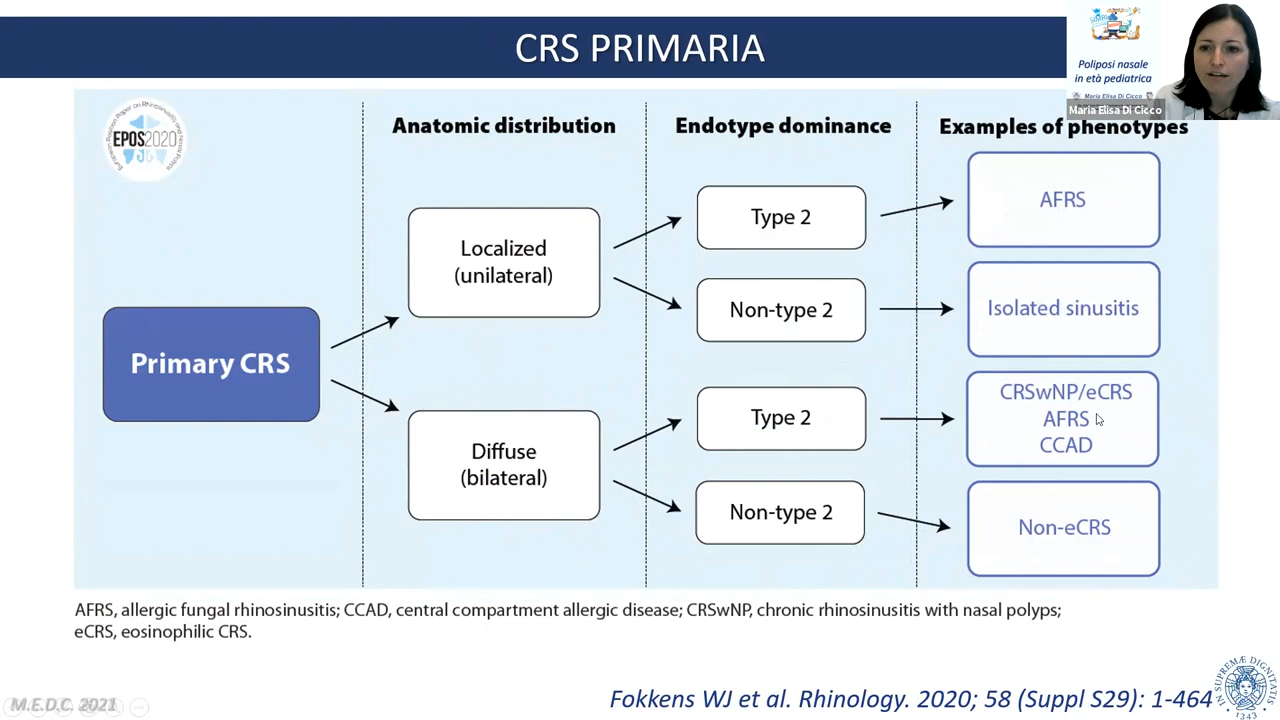 CRS PRIMARIA
Poliposi nasale
in età pediatrica
Maria Elisa Di Cicco
Maria Elisa Di Cicco
EPOS2020
Anatomic distribution
Endotype dominance
Examples of phenotypes
Primary CRS
Localized
(unilateral)
Diffuse
(bilateral)
Type 2
Non-type 2
Type 2
Non-type 2
AFRS
Isolated sinusitis
CRSwNP/eCRS
AFRS
CCAD
Non-eCRS
AFRS, allergic fungal rhinosinusitis; CCAD, central compartment allergic disease; CRSwNP, chronic rhinosinusitis with nasal polyps;
eCRS, eosinophilic CRS.
M.E.D.C. 2021
Fokkens WJ et al. Rhinology. 2020; 58 (Suppl S29): 1-464
IN SUPREMÆ DIGNITATIS
1343